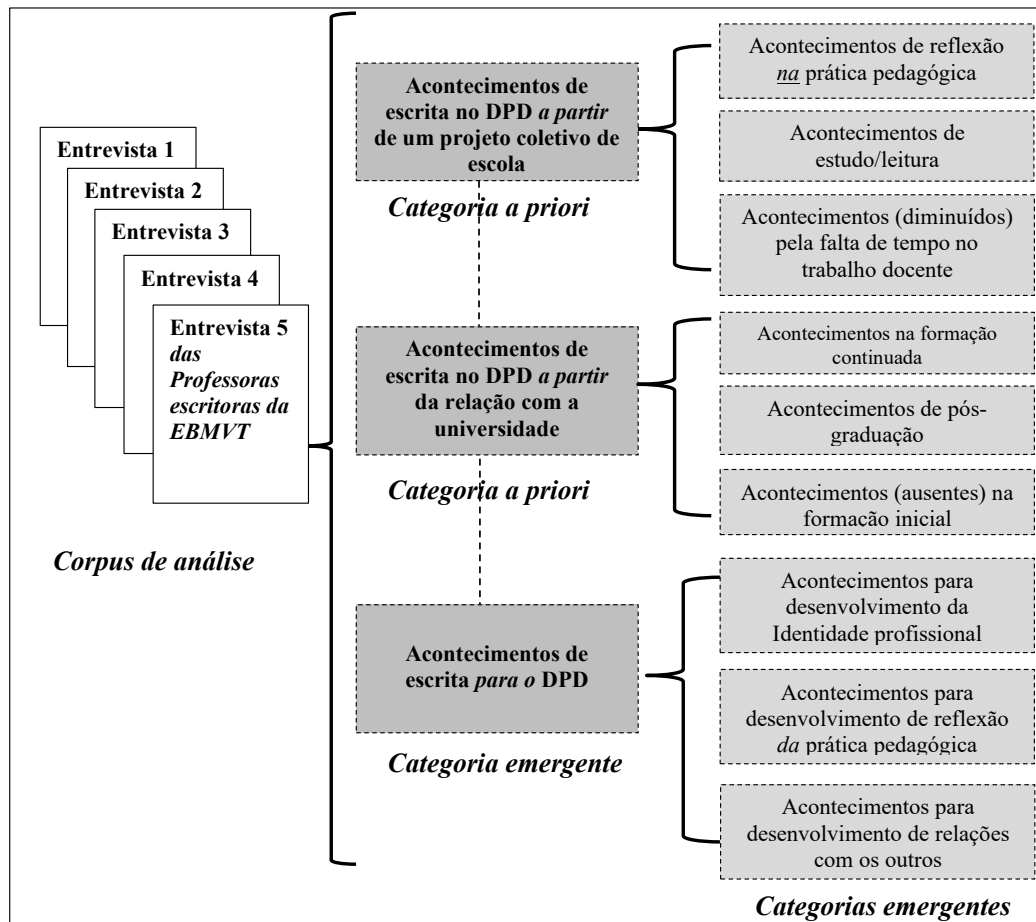 Entrevista 1
Entrevista 2
Entrevista 3
Entrevista 4
Entrevista 5
das
Professoras
escritoras da
EBMVT
Corpus de análise
Acontecimentos de
escrita no DPD a partir
de um projeto coletivo de
escola
Categoria a priori
Acontecimentos de
escrita no DPD a partir
da relação com a
universidade
Categoria a priori
Acontecimentos de
escrita para o DPD
Categoria emergente
Acontecimentos de reflexão
na prática pedagógica
Acontecimentos de
estudo/leitura
Acontecimentos (diminuídos)
pela falta de tempo no
trabalho docente
Acontecimentos na formação
continuada
Acontecimentos de pós-
graduação
Acontecimentos (ausentes) na
formação inicial
Acontecimentos para
desenvolvimento da
Identidade profissional
Acontecimentos para
desenvolvimento de reflexão
da prática pedagógica
Acontecimentos para
desenvolvimento de relações
com os outros
Categorias emergentes